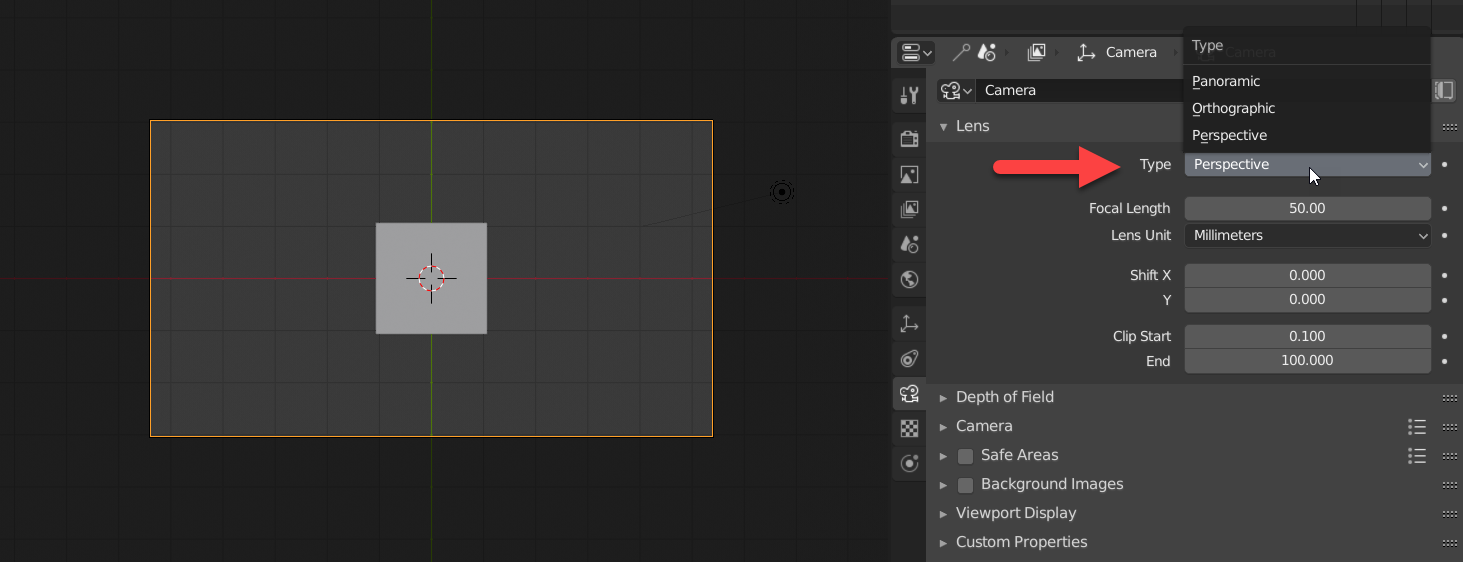 Type
Camera
Camera
Camera
Panoramic
Orthographic
Perspective
Lens
Type Perspective
Focal Length 50.00
Lens Unit Millimeters
Shift X 0.000
Y 0.000
Clip Start 0.100
End 100.000
Depth of Field
Camera
Safe Areas
Background Images
Viewport Display
Custom Properties